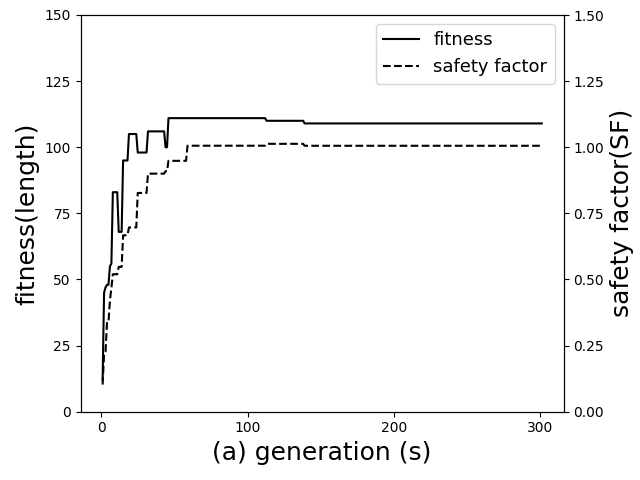 150
125
100
75
50
25
0
fitness(length)
fitness
safety factor
1.50
1.25
1.00
0.75
0.50
0.25
0.00
safety factor(SF)
0 100 200 300
(a) generation (s)